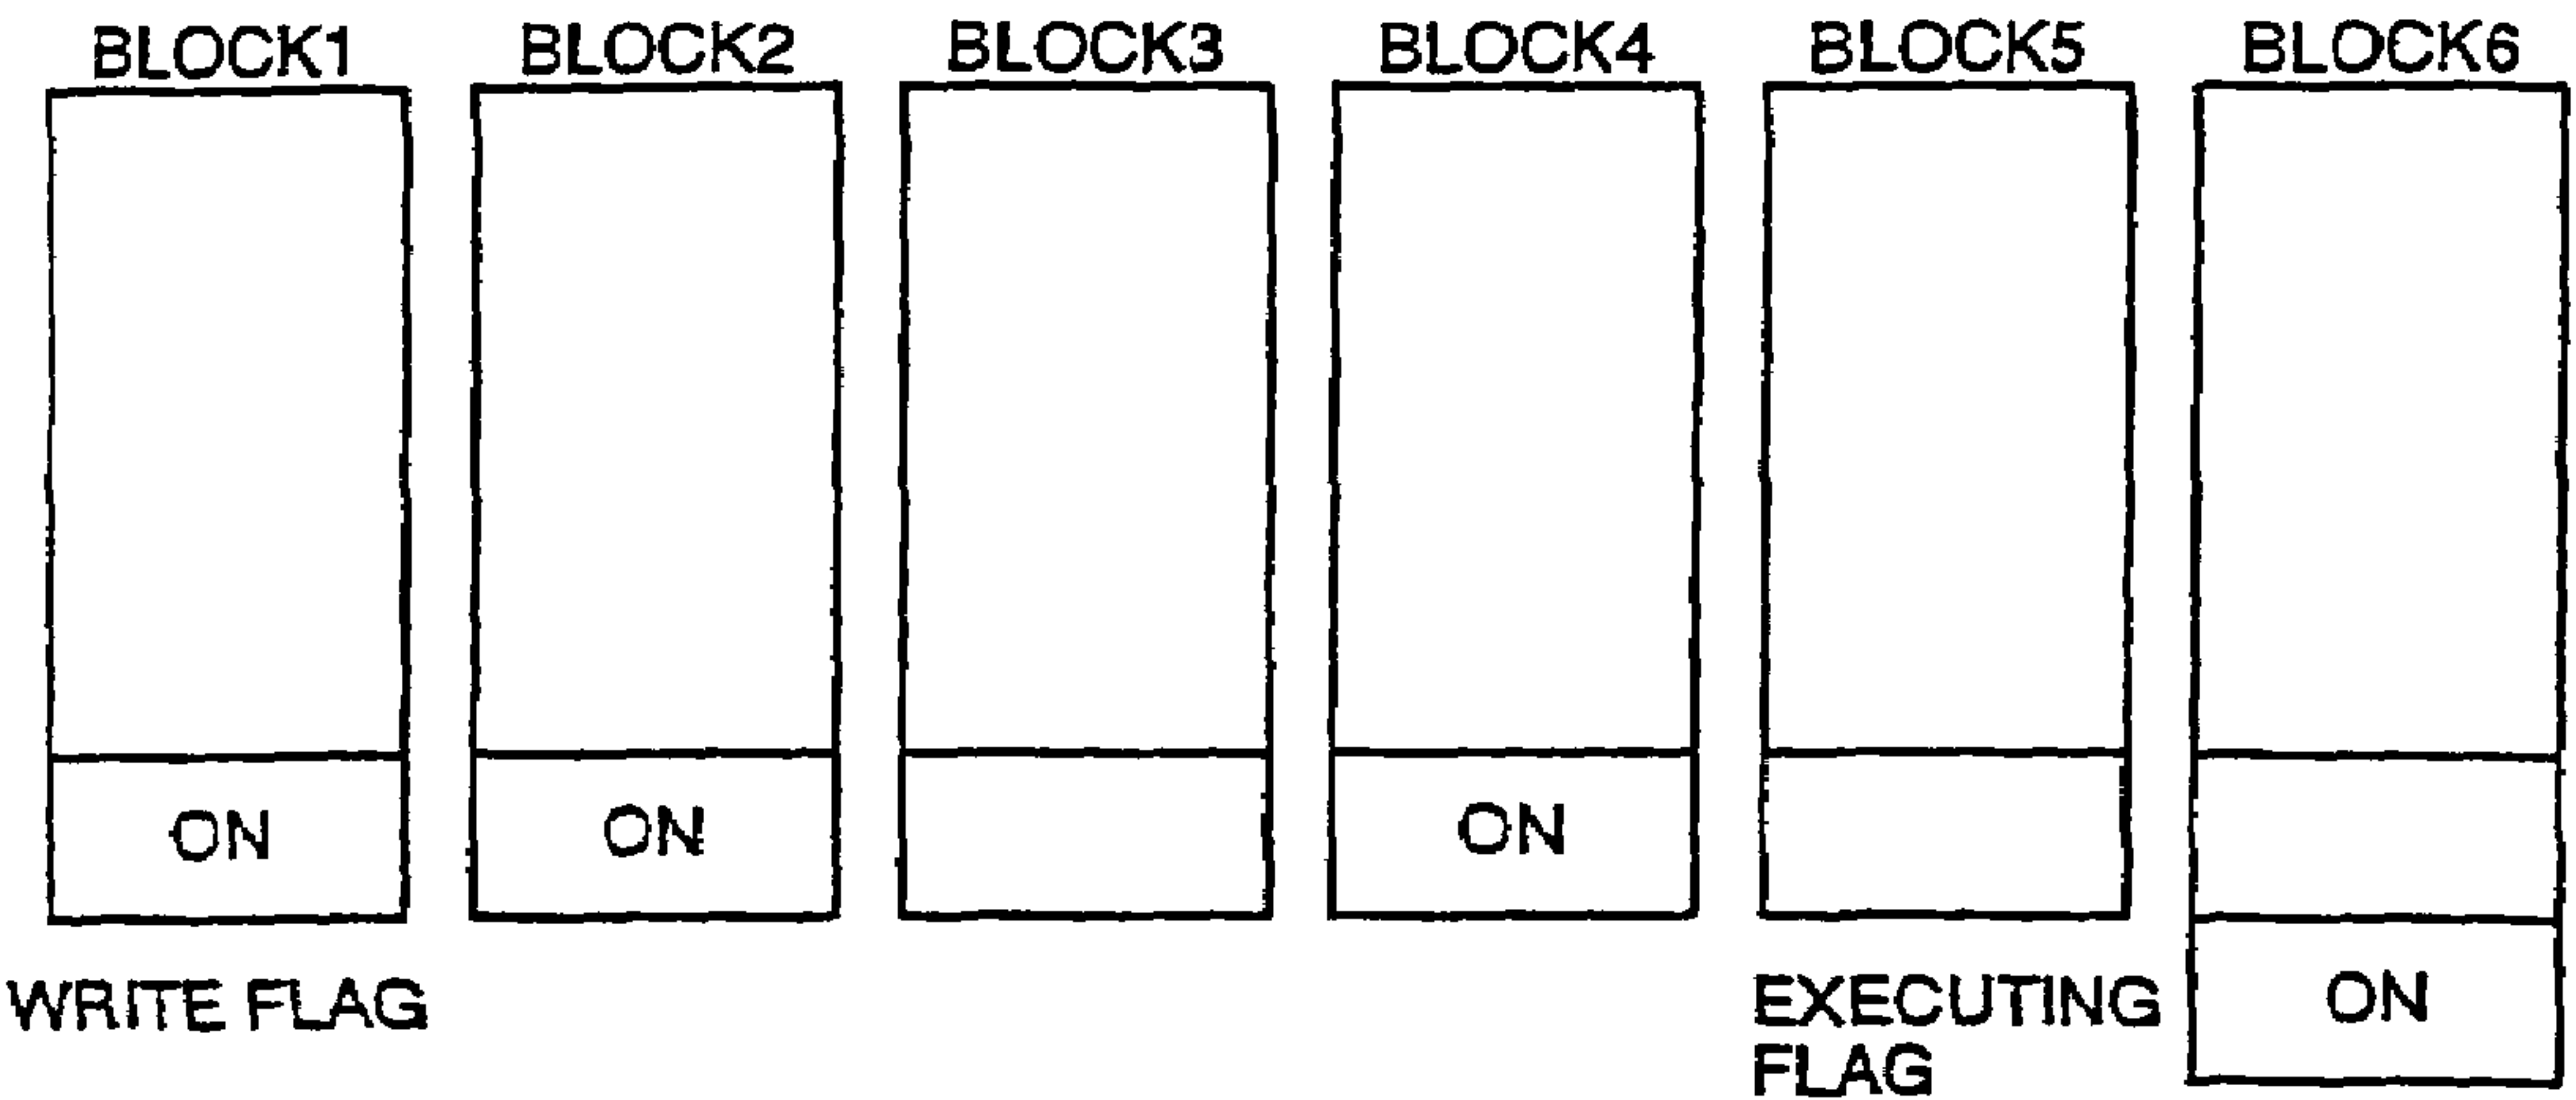 BLOCK1 BLOCK2 BLOCK3 BLOCK4 BLOCK5 BLOCK6
ON ON ON
WRITE FLAG
EXECUTING
FLAG
ON